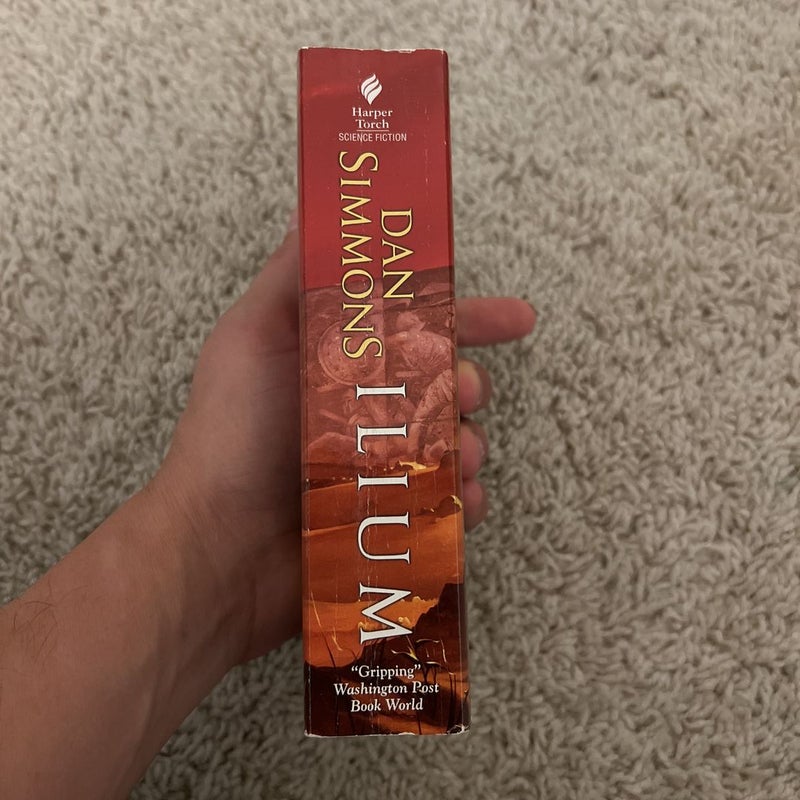 Harper
Torch
SCIENCE FICTION
DAN
SIMMONS
ILIUM
“Gripping”
Washington Post
Book World